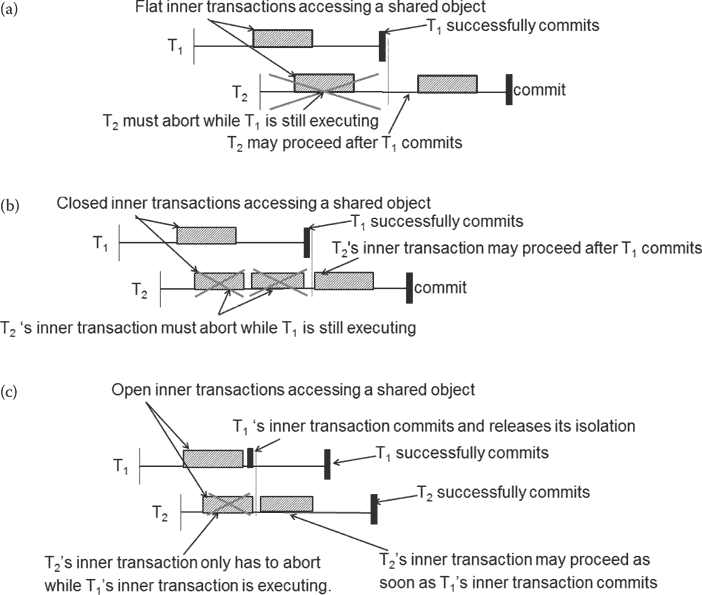 (a)
Flat inner transactions accessing a shared object
T₁ successfully commits
T₁
T₂
commit
T₂ must abort while T₁ is still executing
T₂ may proceed after T₁ commits
(b)
Closed inner transactions accessing a shared object
T₁ successfully commits
T₁
T₂'s inner transaction may proceed after T₁ commits
T₂
commit
T₂ 's inner transaction must abort while T₁ is still executing
(c)
Open inner transactions accessing a shared object
T₁ 's inner transaction commits and releases its isolation
T₁
T₁ successfully commits
T₂
T₂ successfully commits
T₂'s inner transaction only has to abort
while T₁'s inner transaction is executing.
T₂'s inner transaction may proceed as
soon as T₁'s inner transaction commits